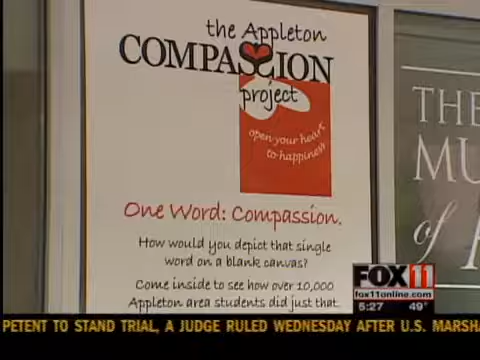 the Appleton
COMPASSION
project
open your heart
to happiness
One Word: Compassion.
How would you depict that single
word on a blank canvas?
Come inside to see how over 10,000
Appleton area students did just that.
THE
MU
of
FOX 11
fox11online.com
5:27 49°
PETENT TO STAND TRIAL, A JUDGE RULED WEDNESDAY AFTER U.S. MARSH